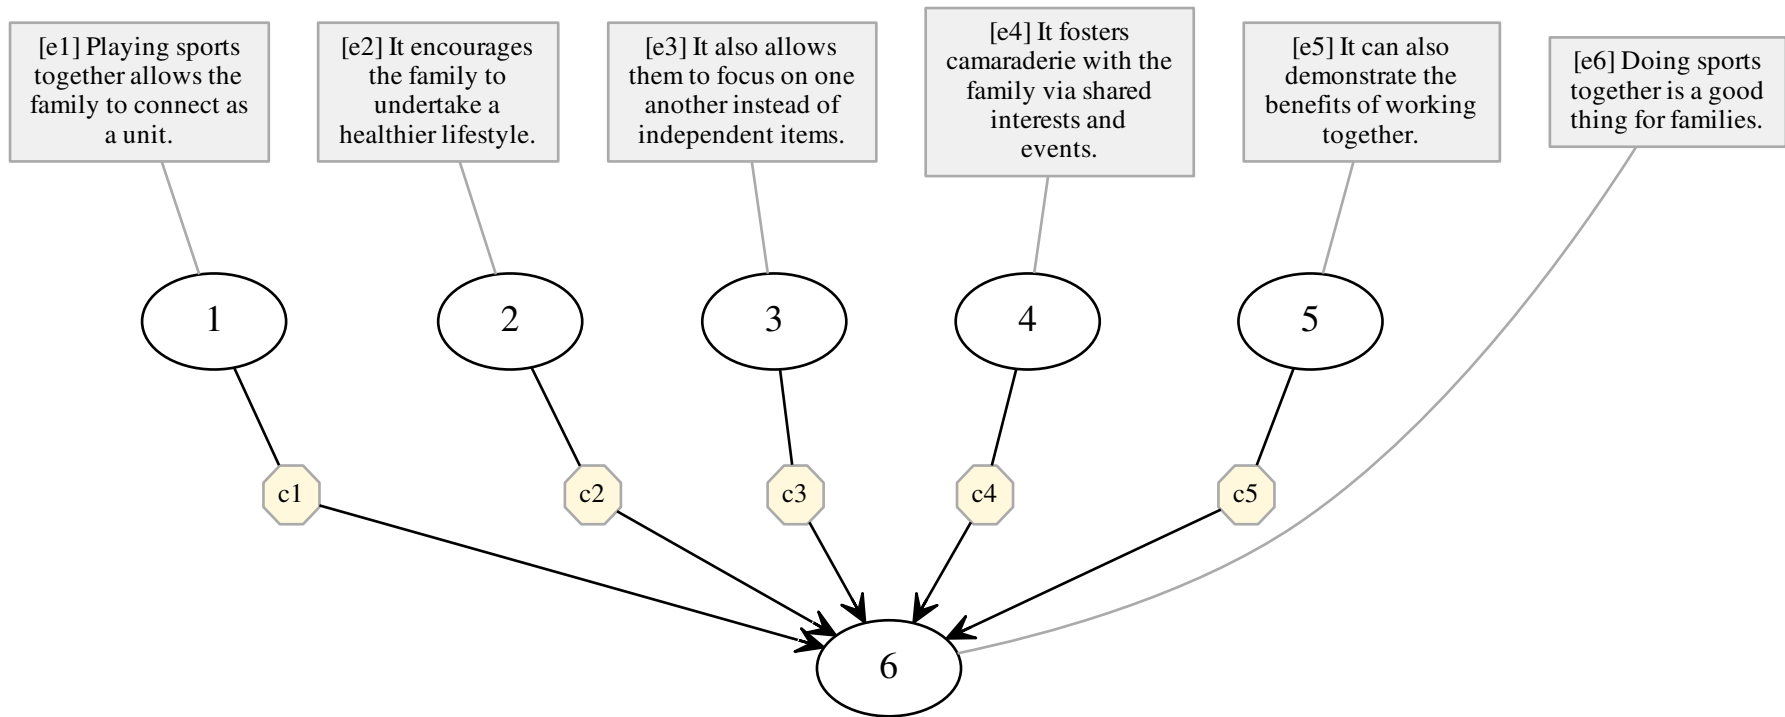 [e1] Playing sports
together allows the
family to connect as
a unit.
[e2] It encourages
the family to
undertake a
healthier lifestyle.
[e3] It also allows
them to focus on one
another instead of
independent items.
[e4] It fosters
camaraderie with the
family via shared
interests and
events.
[e5] It can also
demonstrate the
benefits of working
together.
[e6] Doing sports
together is a good
thing for families.
1
2
3
4
5
c1
c2
c3
c4
c5
6